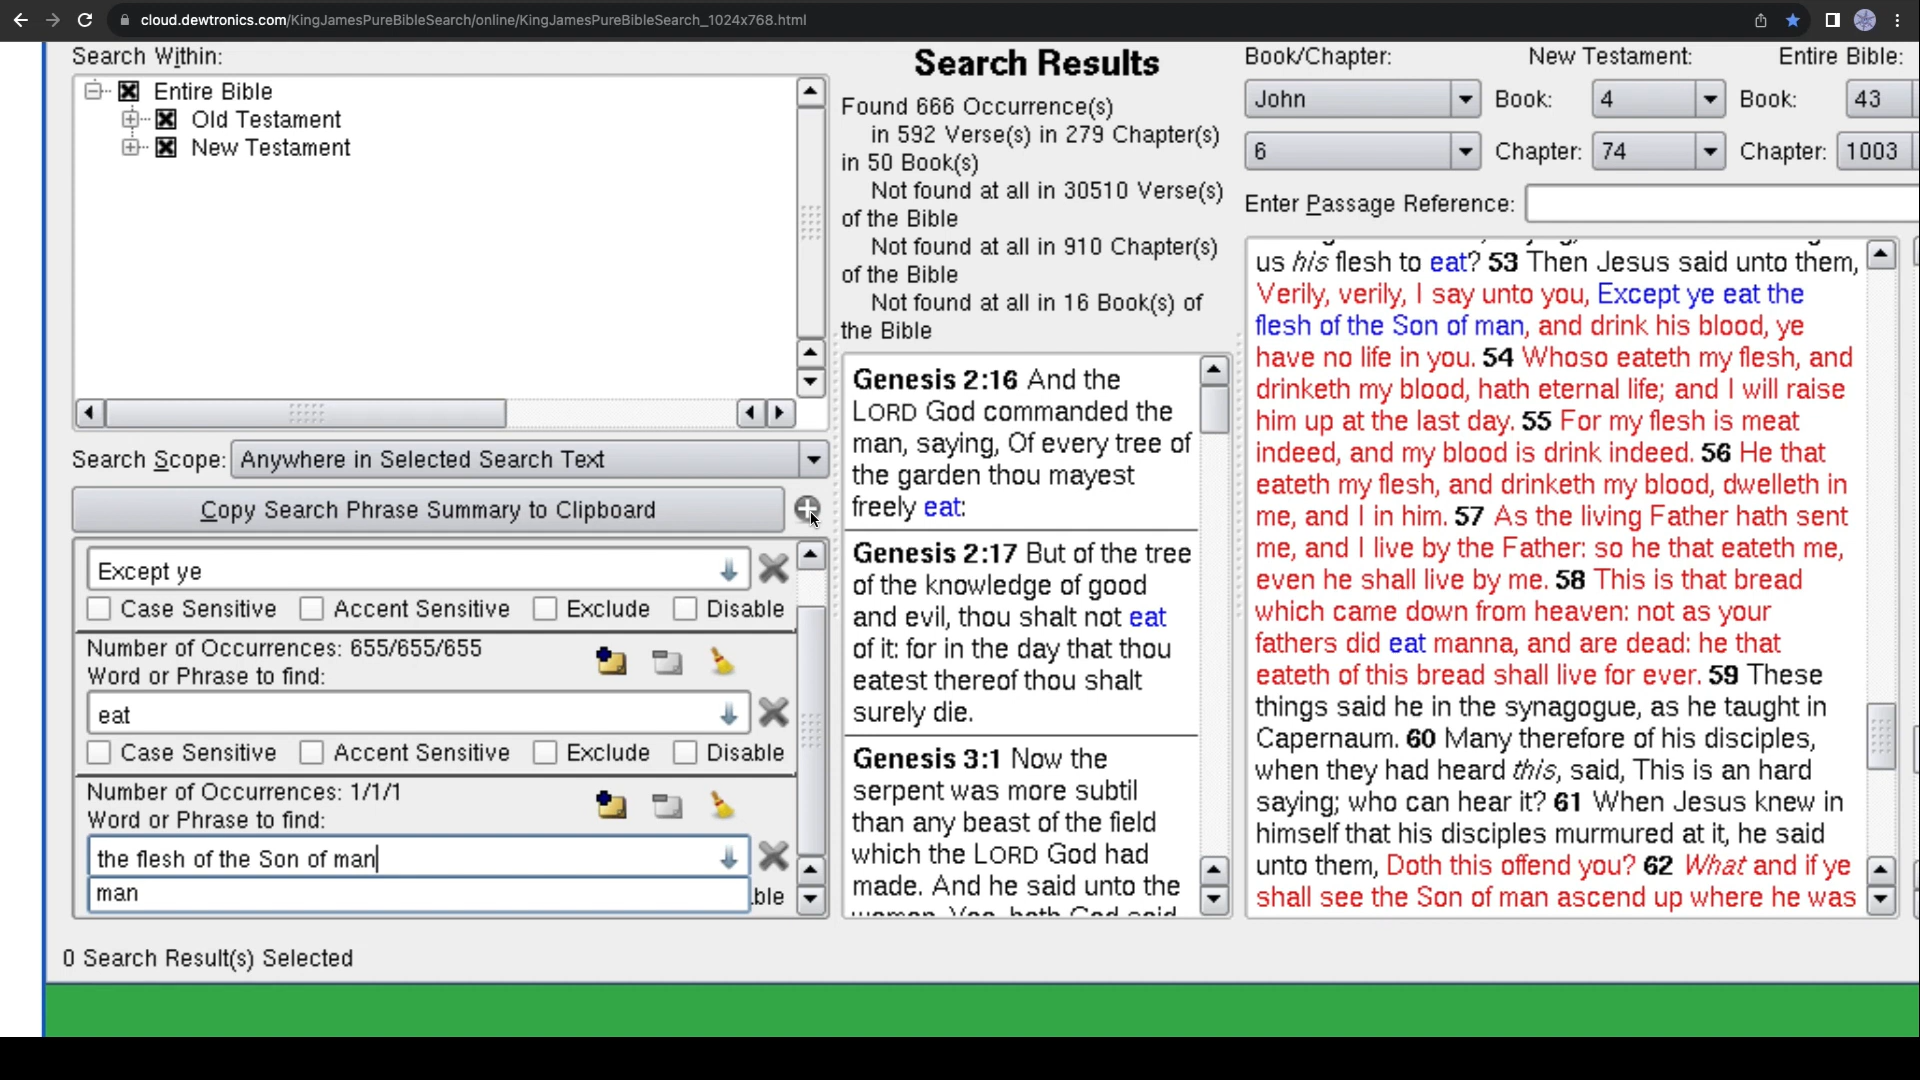 cloud.dewtronics.com/KingJamesPureBibleSearch/online/KingJamesPureBibleSearch_1024x768.html
Search Within:
Entire Bible
Old Testament
New Testament
Search Scope: Anywhere in Selected Search Text
Copy Search Phrase Summary to Clipboard
Except ye
Case Sensitive Accent Sensitive Exclude Disable
Number of Occurrences: 655/655/655
Word or Phrase to find:
eat
Case Sensitive Accent Sensitive Exclude Disable
Number of Occurrences: 1/1/1
Word or Phrase to find:
the flesh of the Son of man
man
ble
0 Search Result(s) Selected
Search Results
Found 666 Occurrence(s)
in 592 Verse(s) in 279 Chapter(s)
in 50 Book(s)
Not found at all in 30510 Verse(s)
of the Bible
Not found at all in 910 Chapter(s)
of the Bible
Not found at all in 16 Book(s) of
the Bible
Genesis 2:16 And the
LORD God commanded the
man, saying, Of every tree of
the garden thou mayest
freely eat:
Genesis 2:17 But of the tree
of the knowledge of good
and evil, thou shalt not eat
of it: for in the day that thou
eatest thereof thou shalt
surely die.
Genesis 3:1 Now the
serpent was more subtil
than any beast of the field
which the LORD God had
made. And he said unto the
woman, Yea, hath God said,
Book/Chapter: New Testament: Entire Bible:
John Book: 4 Book: 43
6 Chapter: 74 Chapter: 1003
Enter Passage Reference:
us his flesh to eat? 53 Then Jesus said unto them,
Verily, verily, I say unto you, Except ye eat the
flesh of the Son of man, and drink his blood, ye
have no life in you. 54 Whoso eateth my flesh, and
drinketh my blood, hath eternal life; and I will raise
him up at the last day. 55 For my flesh is meat
indeed, and my blood is drink indeed. 56 He that
eateth my flesh, and drinketh my blood, dwelleth in
me, and I in him. 57 As the living Father hath sent
me, and I live by the Father: so he that eateth me,
even he shall live by me. 58 This is that bread
which came down from heaven: not as your
fathers did eat manna, and are dead: he that
eateth of this bread shall live for ever. 59 These
things said he in the synagogue, as he taught in
Capernaum. 60 Many therefore of his disciples,
when they had heard this, said, This is an hard
saying; who can hear it? 61 When Jesus knew in
himself that his disciples murmured at it, he said
unto them, Doth this offend you? 62 What and if ye
shall see the Son of man ascend up where he was